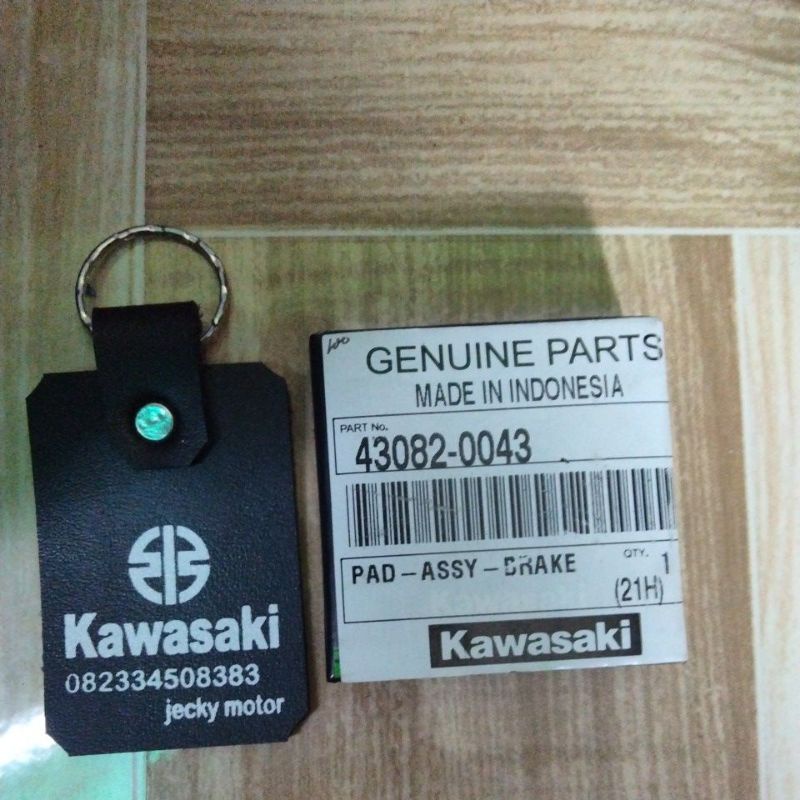 Kawasaki
082334508383
jecky motor
GENUINE PARTS
MADE IN INDONESIA
PART No.
43082-0043
PAD-ASSY-BRAKE
QTY. 1
(21H)
Kawasaki